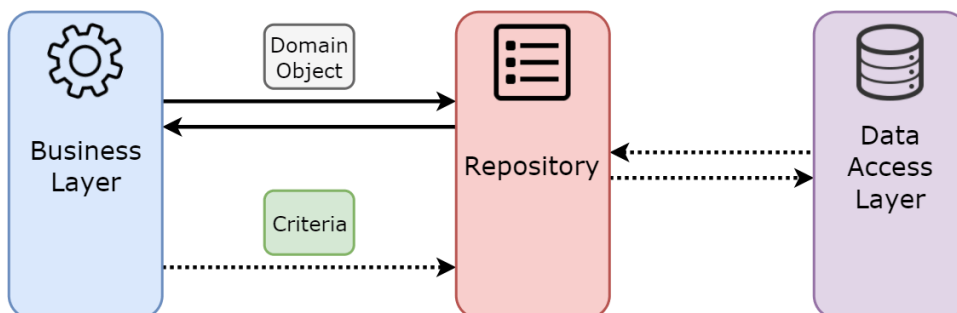 Domain
Object
Business
Layer
Criteria
Repository
Data
Access
Layer